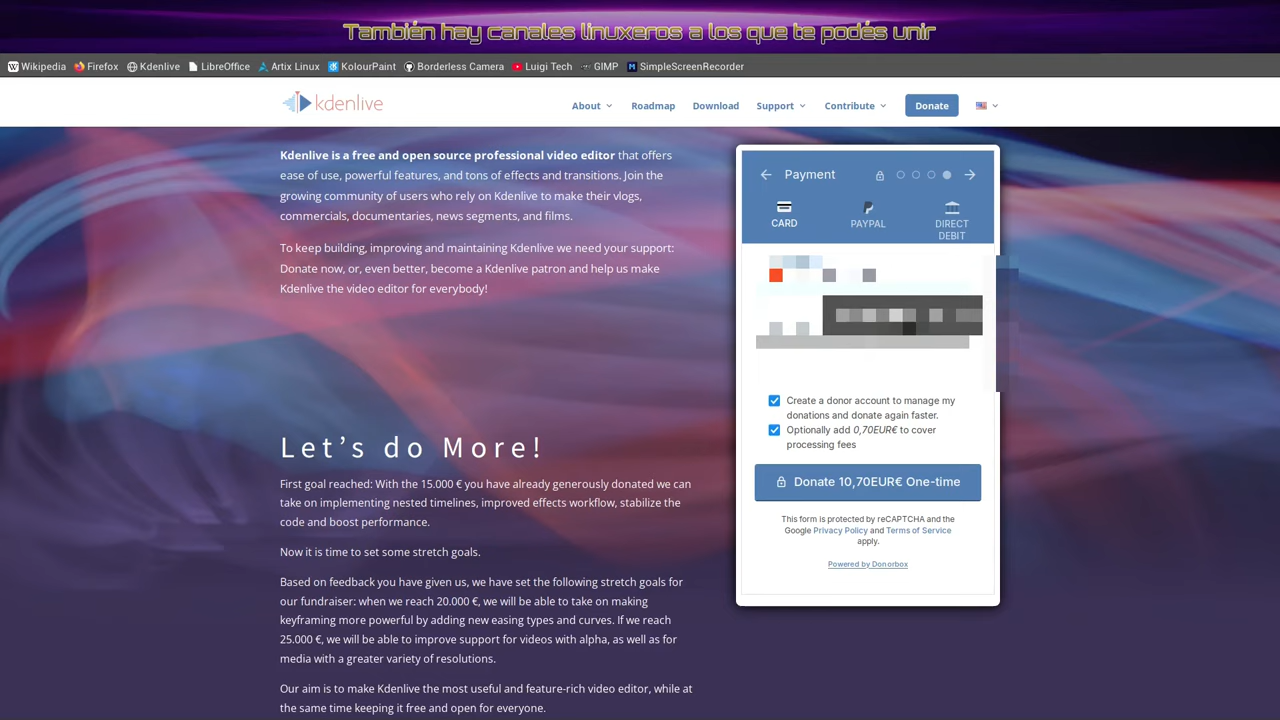 También hay canales linuxeros a los que te podés unir
Wikipedia Firefox Kdenlive LibreOffice Artix Linux KolourPaint Borderless Camera Luigi Tech GIMP SimpleScreenRecorder
kdenlive About Roadmap Download Support Contribute Donate
Kdenlive is a free and open source professional video editor that offers
ease of use, powerful features, and tons of effects and transitions. Join the
growing community of users who rely on Kdenlive to make their vlogs,
commercials, documentaries, news segments, and films.
To keep building, improving and maintaining Kdenlive we need your support:
Donate now, or, even better, become a Kdenlive patron and help us make
Kdenlive the video editor for everybody!
Let's do More!
First goal reached: With the 15.000 € you have already generously donated we can
take on implementing nested timelines, improved effects workflow, stabilize the
code and boost performance.
Now it is time to set some stretch goals.
Based on feedback you have given us, we have set the following stretch goals for
our fundraiser: when we reach 20.000 €, we will be able to take on making
keyframing more powerful by adding new easing types and curves. If we reach
25.000 €, we will be able to improve support for videos with alpha, as well as for
media with a greater variety of resolutions.
Our aim is to make Kdenlive the most useful and feature-rich video editor, while at
the same time keeping it free and open for everyone.
Payment
CARD PAYPAL DIRECT
DEBIT
Create a donor account to manage my
donations and donate again faster.
Optionally add 0,70EUR€ to cover
processing fees
Donate 10,70EUR€ One-time
This form is protected by reCAPTCHA and the
Google Privacy Policy and Terms of Service
apply.
Powered by Donorbox